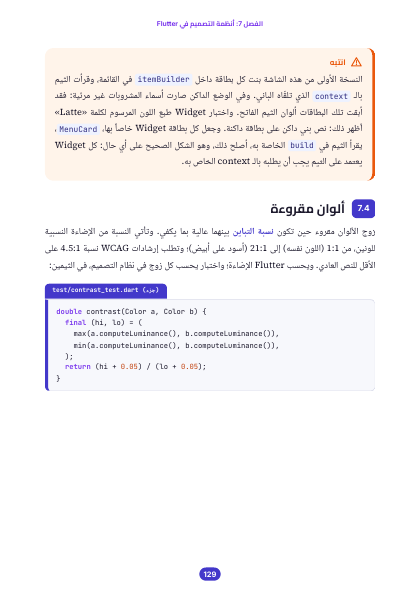 الفصل 7: أنظمة التصميم في Flutter
انتبه
النسخة الأولى من هذه الشاشة بنت كل بطاقة داخل itemBuilder في القائمة، وقرأت الثيم
بالـ context الذي تلقّاه الباني. وفي الوضع الداكن صارت أسماء المشروبات غير مرئية: فقد
أبقت تلك البطاقات ألوان الثيم الفاتح. واختبار Widget طبع اللون المرسوم لكلمة «Latte»
أظهر ذلك: نص بني داكن على بطاقة داكنة. وجعل كل بطاقة Widget خاصاً بها، MenuCard،
يقرأ الثيم في build الخاصة به، أصلح ذلك، وهو الشكل الصحيح على أي حال: كل Widget
يعتمد على الثيم يجب أن يطلبه بالـ context الخاص به.
7.4 ألوان مقروءة
زوج الألوان مقروء حين تكون نسبة التباين بينهما عالية بما يكفي. وتأتي النسبة من الإضاءة النسبية
للونين، من 1:1 (اللون نفسه) إلى 21:1 (أسود على أبيض)؛ وتطلب إرشادات WCAG نسبة 4.5:1 على
الأقل للنص العادي. ويحسب Flutter الإضاءة؛ واختبار يحسب كل زوج في نظام التصميم، في الثيمين:
test/contrast_test.dart (جزء)
double contrast(Color a, Color b) {
  final (hi, lo) = (
    max(a.computeLuminance(), b.computeLuminance()),
    min(a.computeLuminance(), b.computeLuminance()),
  );
  return (hi + 0.05) / (lo + 0.05);
}
129